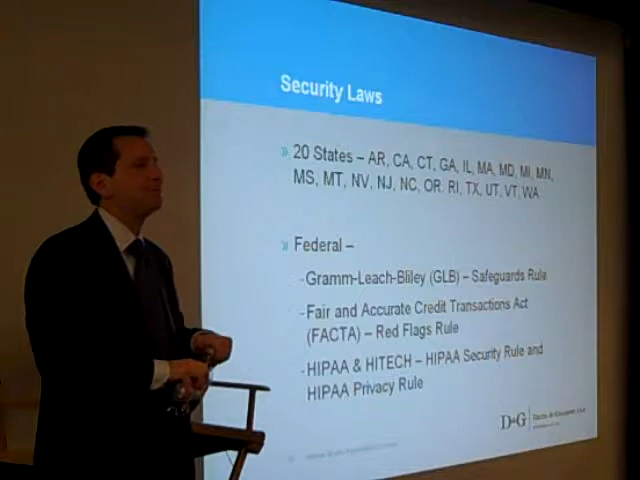 Security Laws
» 20 States – AR, CA, CT, GA, IL, MA, MD, MI, MN,
MS, MT, NV, NJ, NC, OR, RI, TX, UT, VT, WA
» Federal –
-Gramm-Leach-Bliley (GLB) – Safeguards Rule
-Fair and Accurate Credit Transactions Act
(FACTA) – Red Flags Rule
-HIPAA & HITECH – HIPAA Security Rule and
HIPAA Privacy Rule
D+G